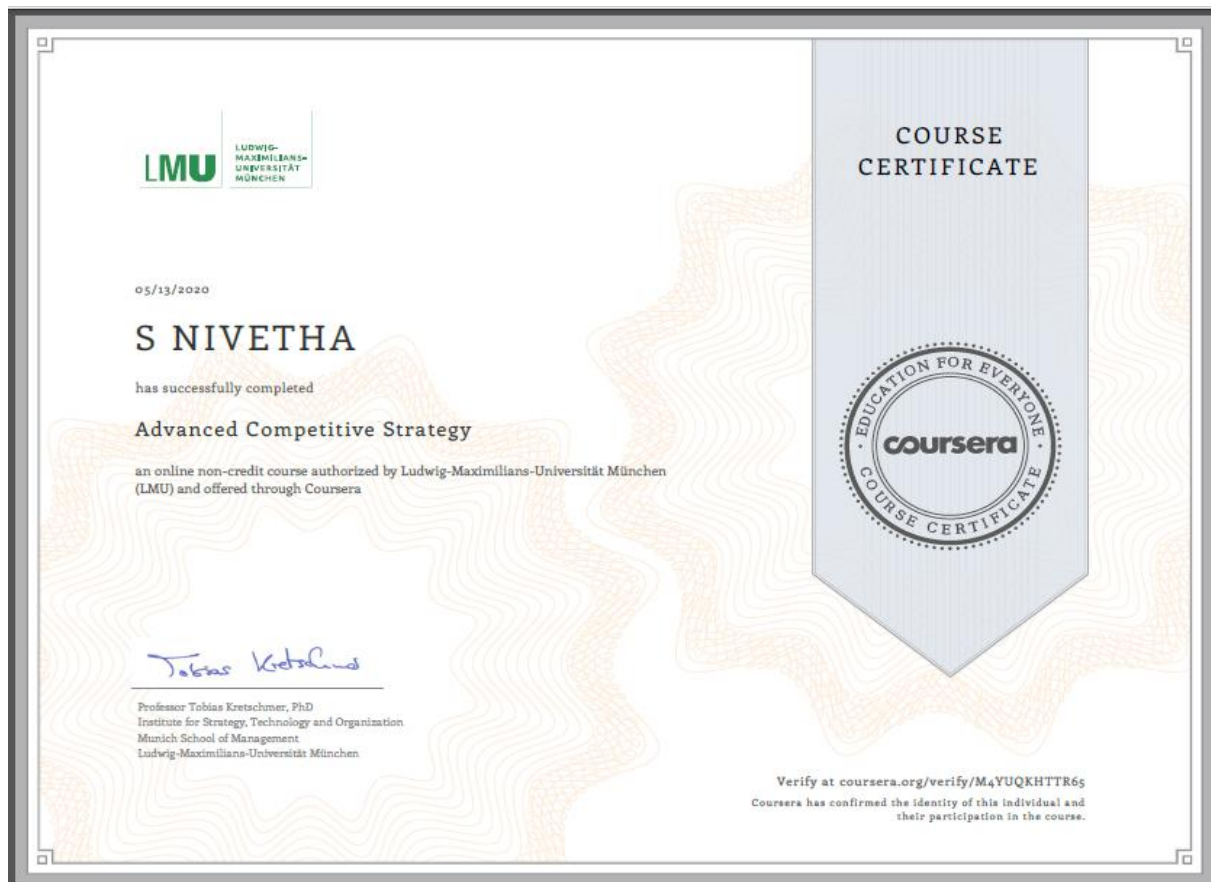 LMU
LUDWIG-
MAXIMILIANS-
UNIVERSITÄT
MÜNCHEN
COURSE
CERTIFICATE
05/13/2020
S NIVETHA
has successfully completed
Advanced Competitive Strategy
an online non-credit course authorized by Ludwig-Maximilians-Universität München
(LMU) and offered through Coursera
EDUCATION FOR EVERYONE
coursera
COURSE CERTIFICATE
Tobias Kretschmer
Professor Tobias Kretschmer, PhD
Institute for Strategy, Technology and Organization
Munich School of Management
Ludwig-Maximilians-Universität München
Verify at coursera.org/verify/M4YUQKHTTR65
Coursera has confirmed the identity of this individual and
their participation in the course.